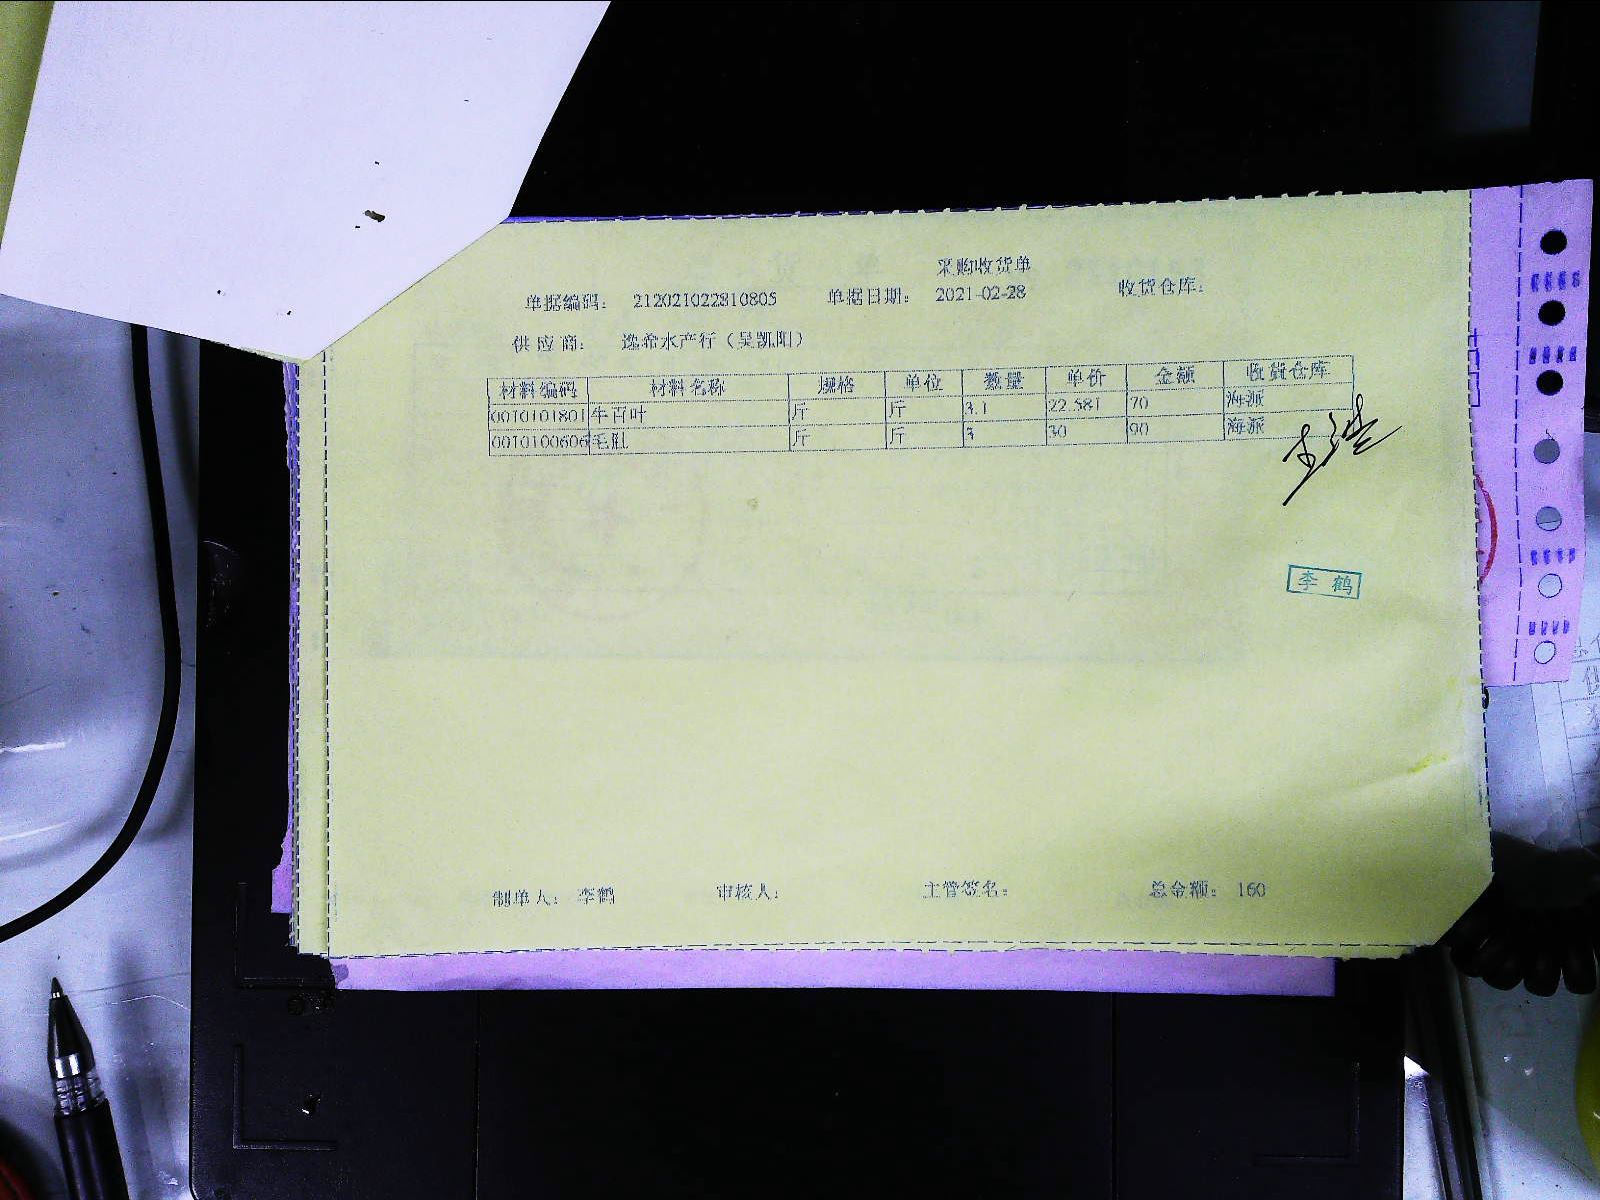 采购收货单
单据编码: 212021022810805 单据日期: 2021-02-28 收货仓库:
供应商: 逸希水产行(吴凯阳)
材料编码 材料名称 规格 单位 数量 单价 金额 收货仓库
0010101801 牛百叶 斤 斤 3.1 22.581 70 海派
0010100606 毛肚 斤 斤 3 30 90 海派
李鹤
制单人: 李鹤 审核人: 主管签名: 总金额: 160